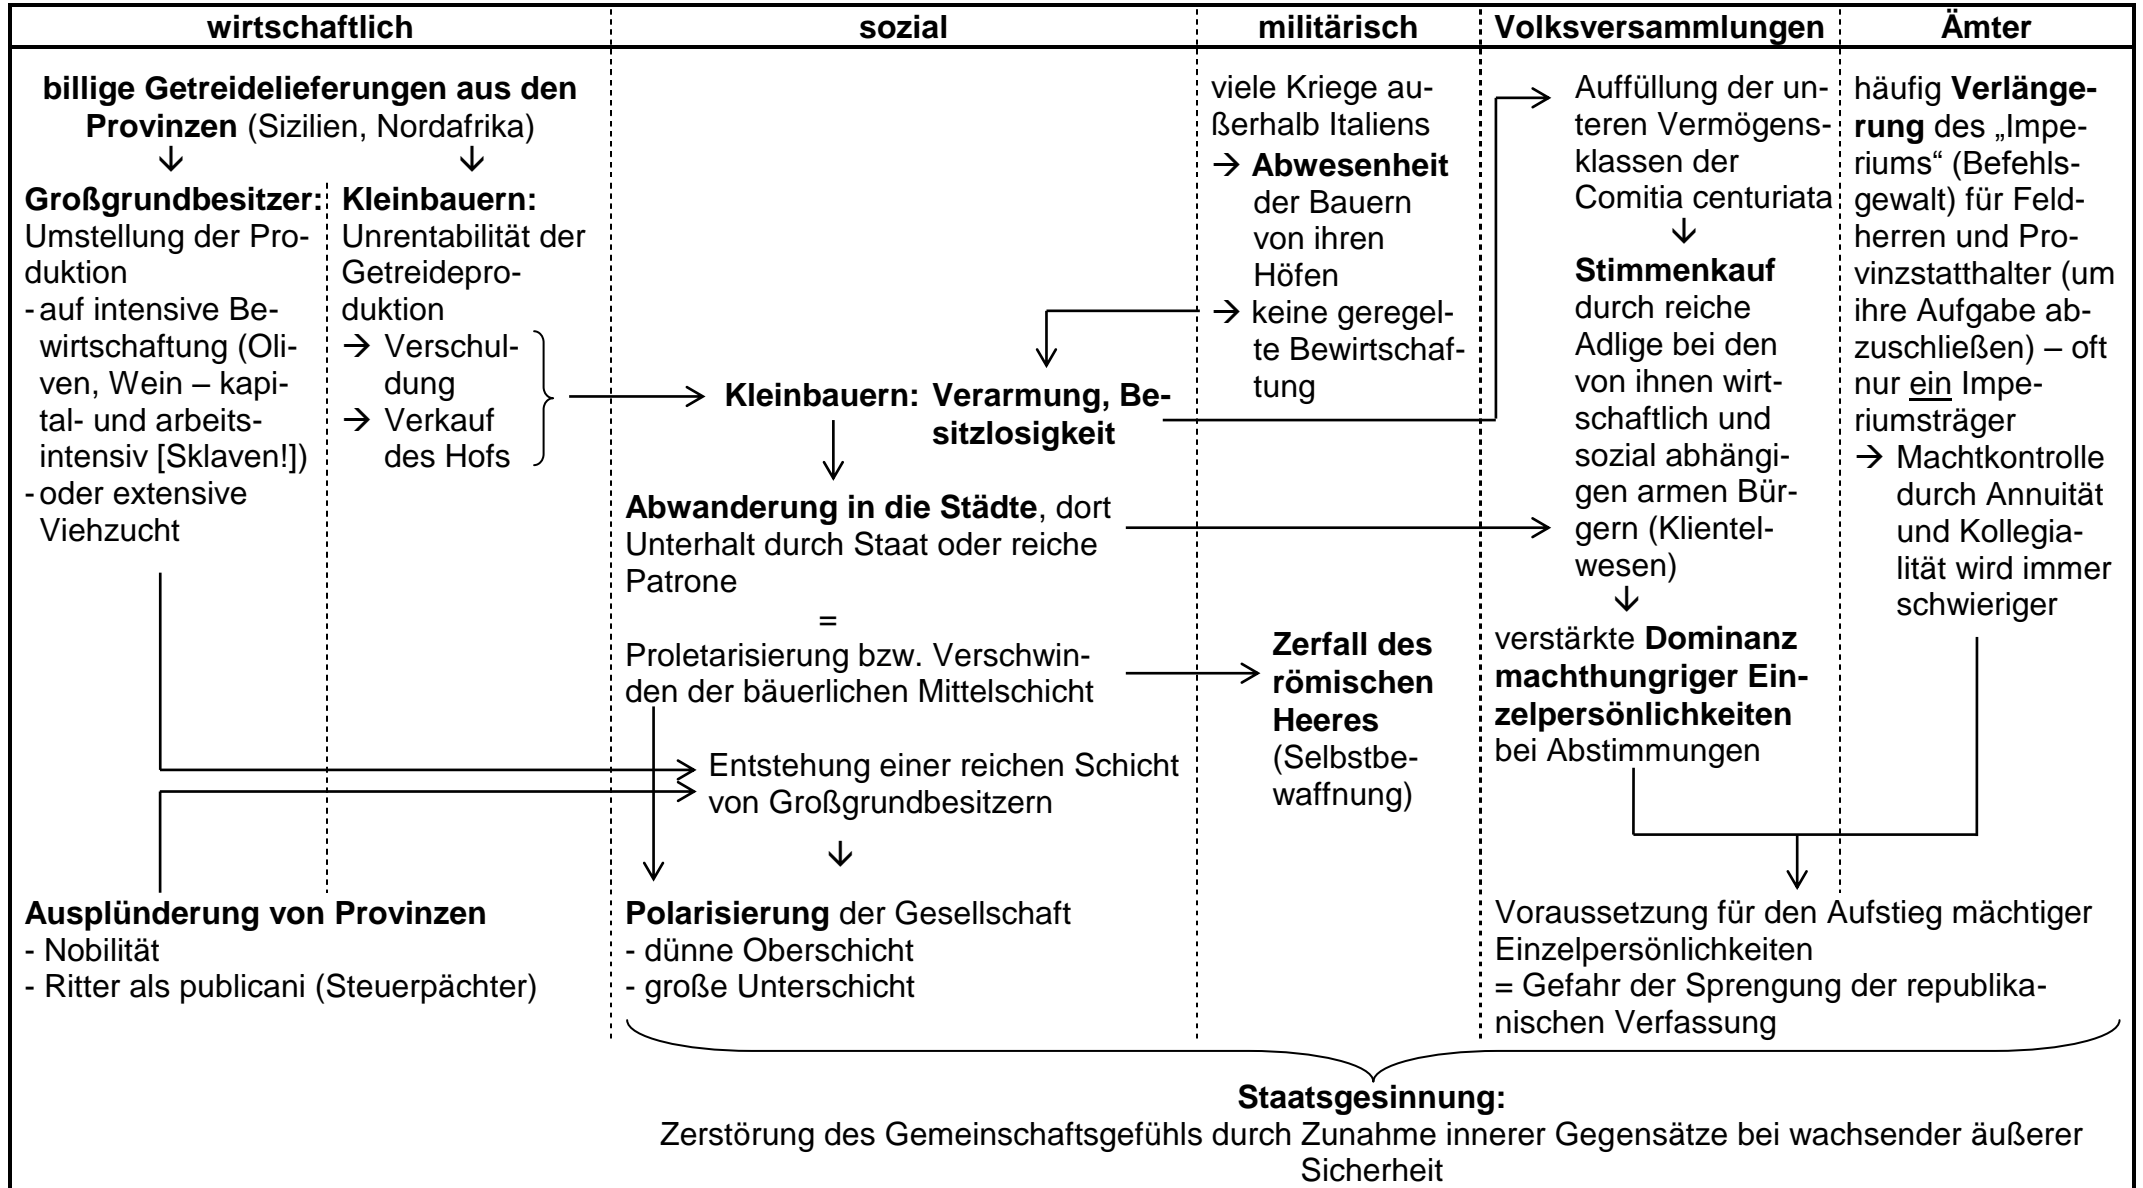 wirtschaftlich
sozial
militärisch
Volksversammlungen
Ämter
billige Getreidelieferungen aus den
Provinzen (Sizilien, Nordafrika)
Großgrundbesitzer:
Umstellung der Pro-
duktion
- auf intensive Be-
wirtschaftung (Oli-
ven, Wein – kapi-
tal- und arbeits-
intensiv [Sklaven!])
- oder extensive
Viehzucht
Kleinbauern:
Unrentabilität der
Getreidepro-
duktion
→ Verschul-
dung
→ Verkauf
des Hofs
Ausplünderung von Provinzen
- Nobilität
- Ritter als publicani (Steuerpächter)
Kleinbauern: Verarmung, Be-
sitzlosigkeit
Abwanderung in die Städte, dort
Unterhalt durch Staat oder reiche
Patrone
=
Proletarisierung bzw. Verschwin-
den der bäuerlichen Mittelschicht
Entstehung einer reichen Schicht
von Großgrundbesitzern
Polarisierung der Gesellschaft
- dünne Oberschicht
- große Unterschicht
viele Kriege au-
ßerhalb Italiens
→ Abwesenheit
der Bauern
von ihren
Höfen
→ keine geregel-
te Bewirtschaf-
tung
Zerfall des
römischen
Heeres
(Selbstbe-
waffnung)
Auffüllung der un-
teren Vermögens-
klassen der
Comitia centuriata
Stimmenkauf
durch reiche
Adlige bei den
von ihnen wirt-
schaftlich und
sozial abhängi-
gen armen Bür-
gern (Klientel-
wesen)
verstärkte Dominanz
machthungriger Ein-
zelpersönlichkeiten
bei Abstimmungen
häufig Verlänge-
rung des „Impe-
riums“ (Befehls-
gewalt) für Feld-
herren und Pro-
vinzstatthalter (um
ihre Aufgabe ab-
zuschließen) – oft
nur ein Impe-
riumsträger
→ Machtkontrolle
durch Annuität
und Kollegia-
lität wird immer
schwieriger
Voraussetzung für den Aufstieg mächtiger
Einzelpersönlichkeiten
= Gefahr der Sprengung der republika-
nischen Verfassung
Staatsgesinnung:
Zerstörung des Gemeinschaftsgefühls durch Zunahme innerer Gegensätze bei wachsender äußerer
Sicherheit